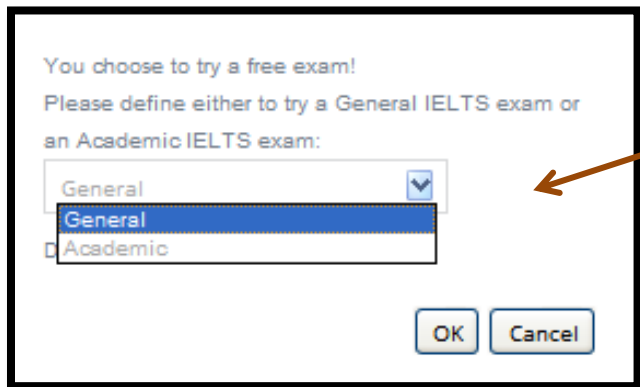 You choose to try a free exam!
Please define either to try a General IELTS exam or
an Academic IELTS exam:
General
General
Academic
OK Cancel